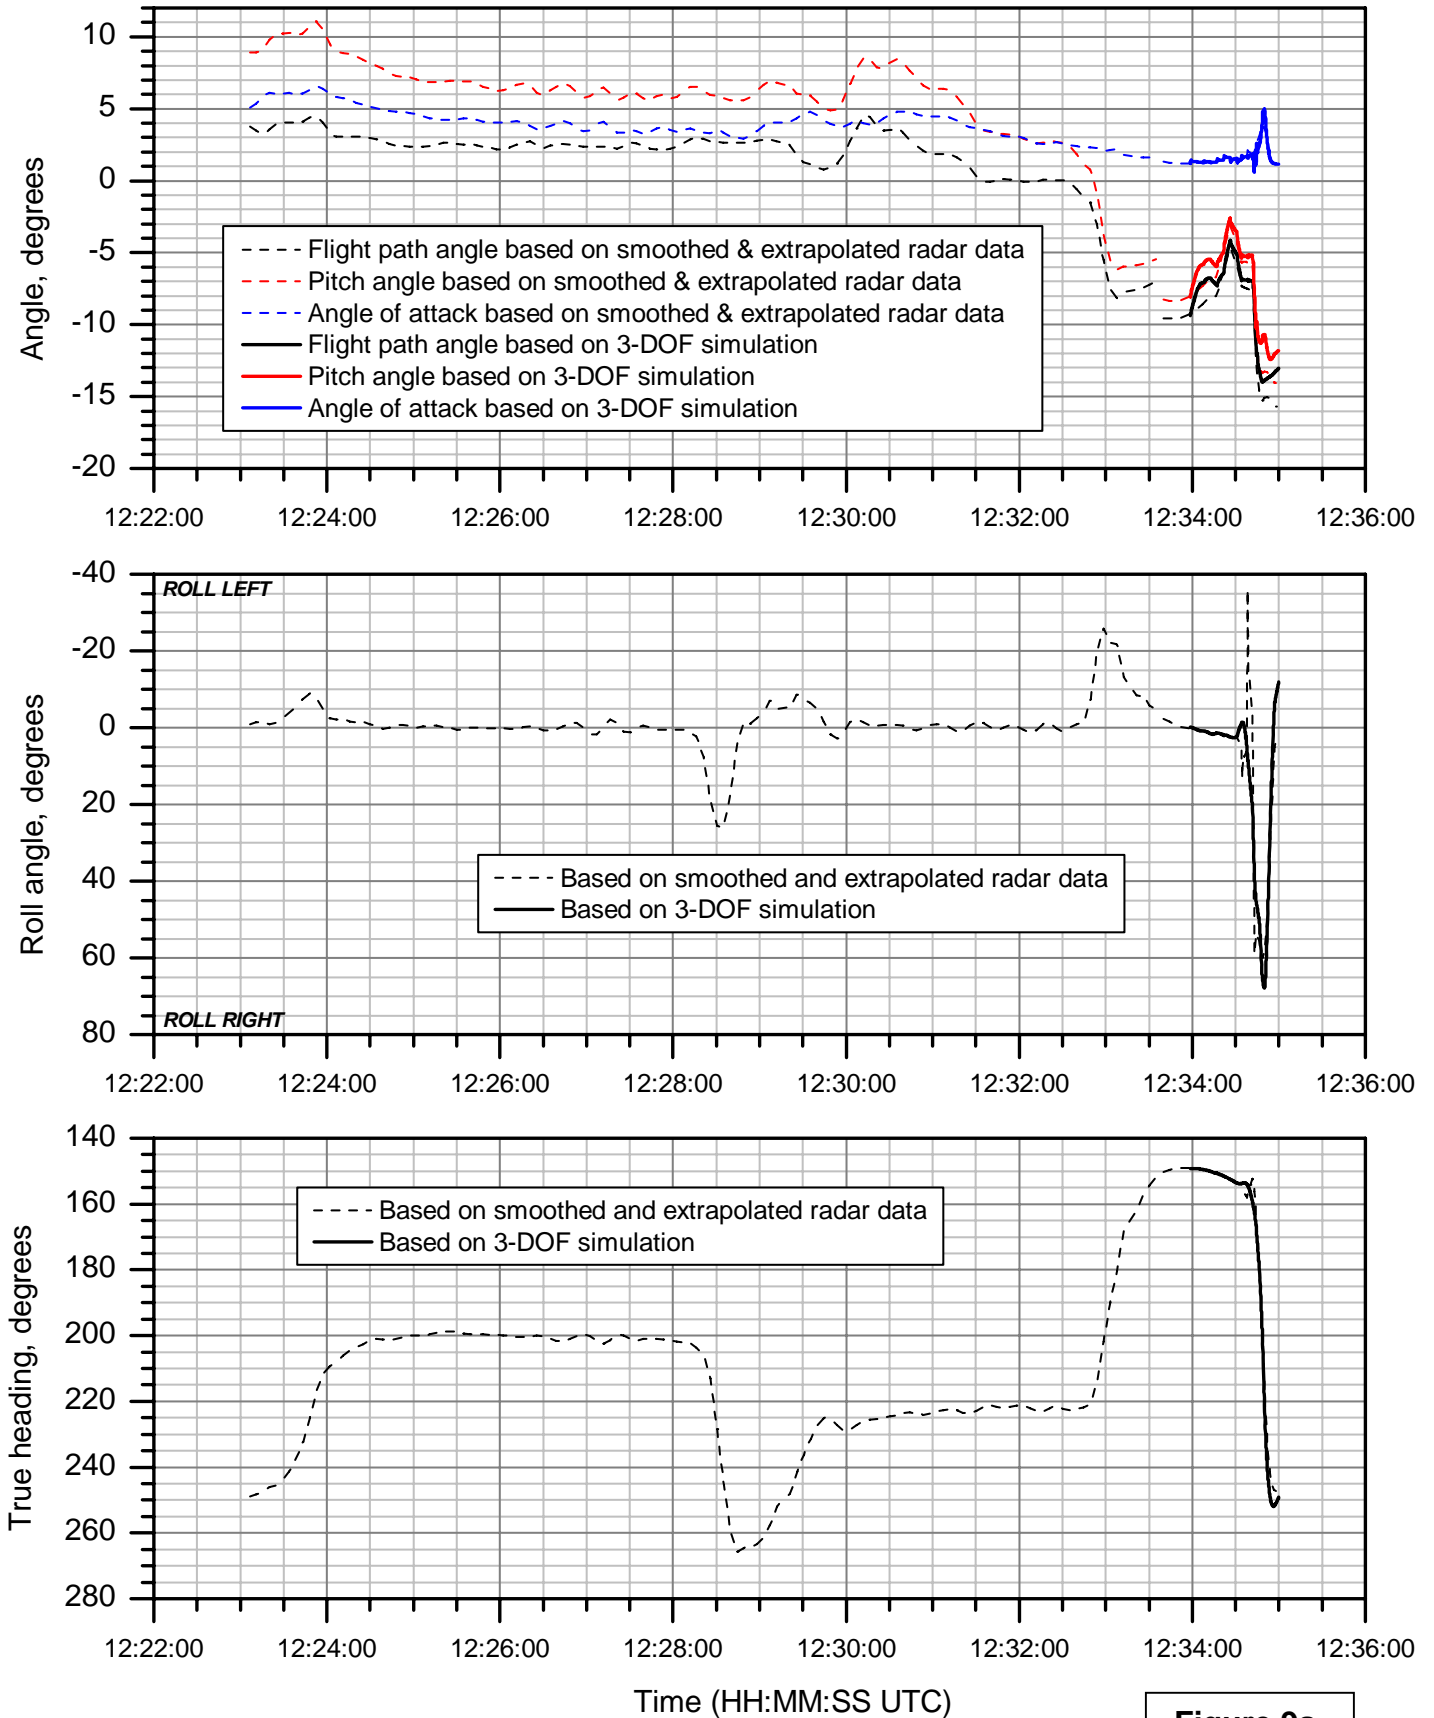 10
5
0
-5
-10
-15
-20
Angle, degrees
Flight path angle based on smoothed & extrapolated radar data
Pitch angle based on smoothed & extrapolated radar data
Angle of attack based on smoothed & extrapolated radar data
Flight path angle based on 3-DOF simulation
Pitch angle based on 3-DOF simulation
Angle of attack based on 3-DOF simulation
12:22:00 12:24:00 12:26:00 12:28:00 12:30:00 12:32:00 12:34:00 12:36:00
-40
-20
0
20
40
60
80
Roll angle, degrees
ROLL LEFT
Based on smoothed and extrapolated radar data
Based on 3-DOF simulation
ROLL RIGHT
12:22:00 12:24:00 12:26:00 12:28:00 12:30:00 12:32:00 12:34:00 12:36:00
140
160
180
200
220
240
260
280
True heading, degrees
Based on smoothed and extrapolated radar data
Based on 3-DOF simulation
12:22:00 12:24:00 12:26:00 12:28:00 12:30:00 12:32:00 12:34:00 12:36:00
Time (HH:MM:SS UTC)